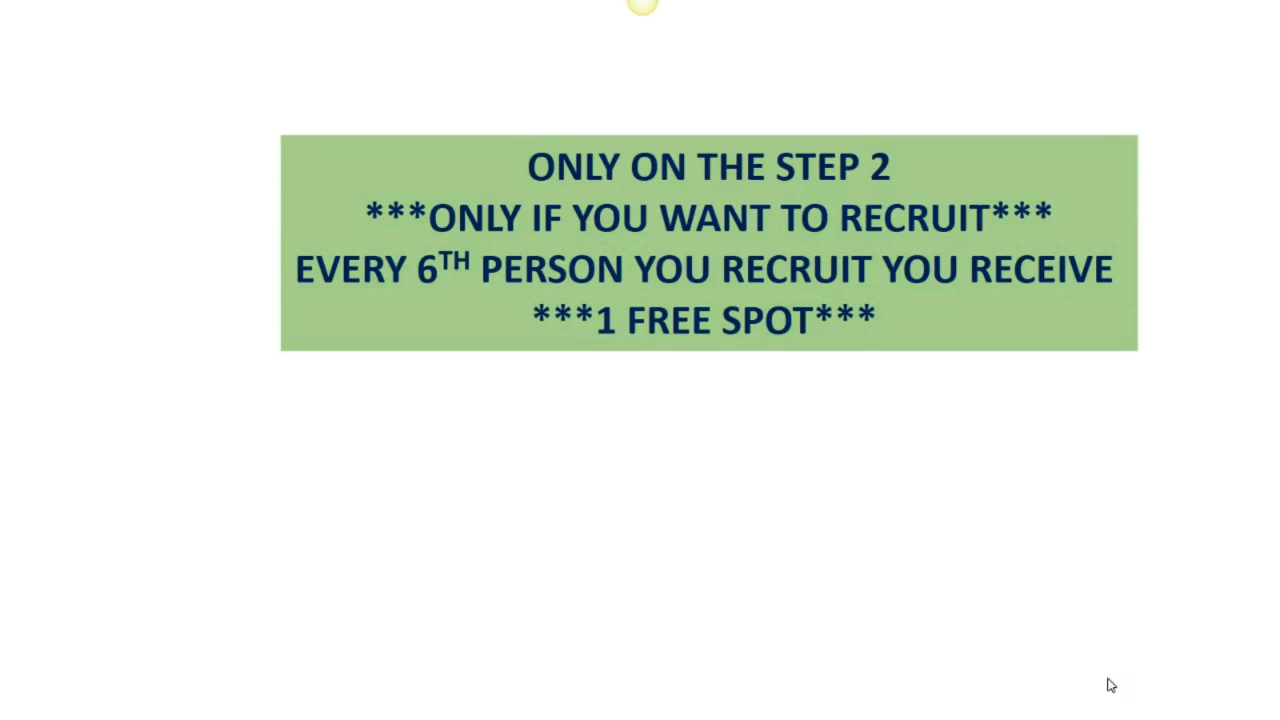 ONLY ON THE STEP 2
***ONLY IF YOU WANT TO RECRUIT***
EVERY 6TH PERSON YOU RECRUIT YOU RECEIVE
***1 FREE SPOT***